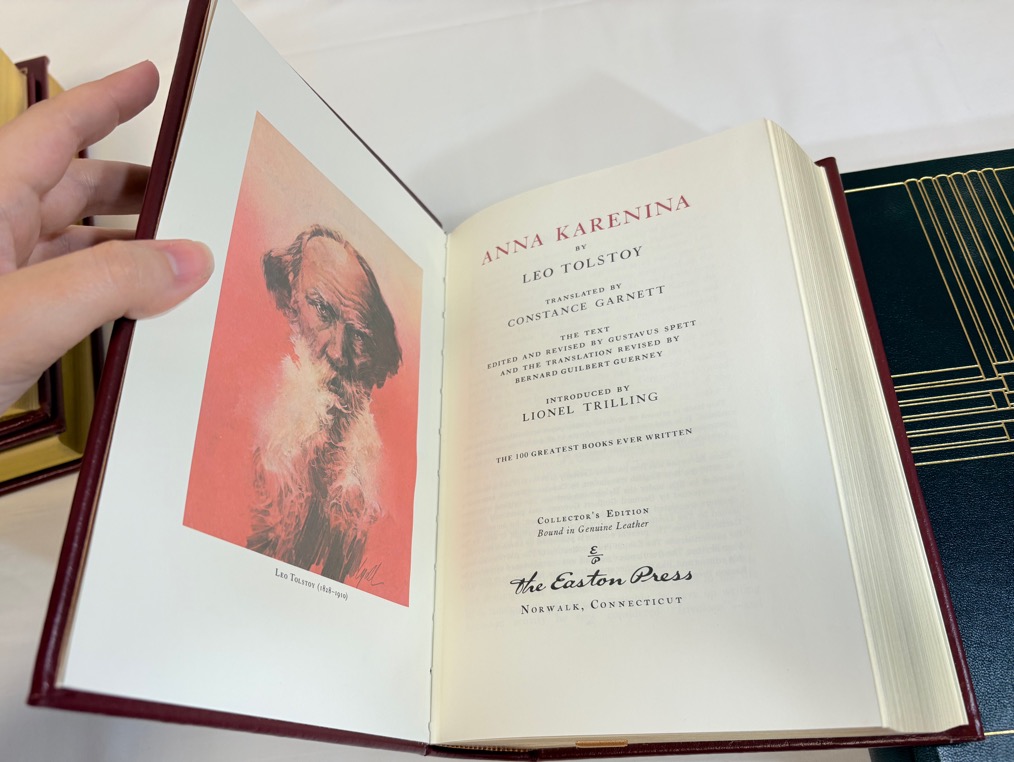 Leo Tolstoy (1828–1910)
ANNA KARENINA
BY
LEO TOLSTOY
TRANSLATED BY
CONSTANCE GARNETT
THE TEXT
EDITED AND REVISED BY GUSTAVUS SPETT
AND THE TRANSLATION REVISED BY
BERNARD GUILBERT GUERNEY
INTRODUCED BY
LIONEL TRILLING
THE 100 GREATEST BOOKS EVER WRITTEN
Collector's Edition
Bound in Genuine Leather
E
P
The Easton Press
Norwalk, Connecticut